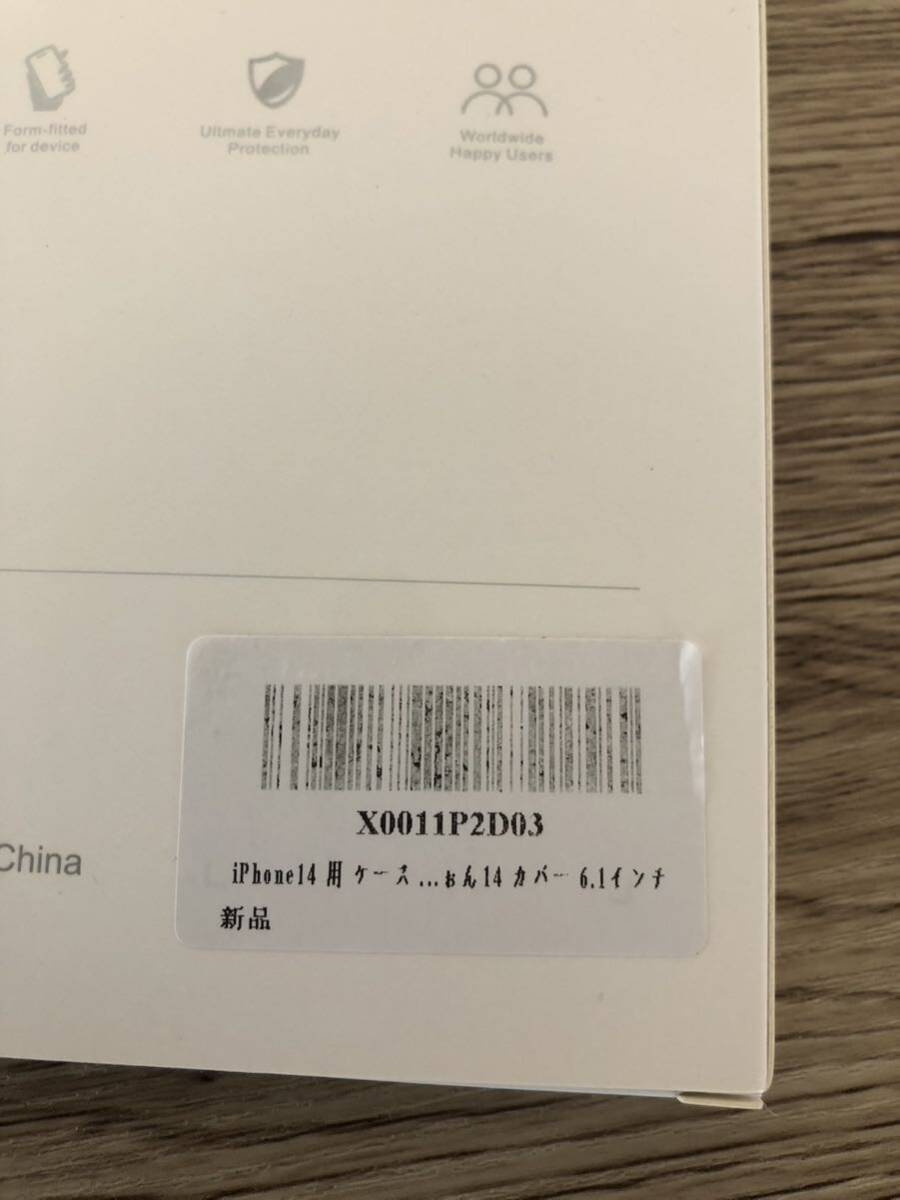 Form-fitted
for device
Ultmate Everyday
Protection
Worldwide
Happy Users
China
X0011P2D03
iPhone14 用 ケース ...ぉん14 カバー 6.1インチ
新品